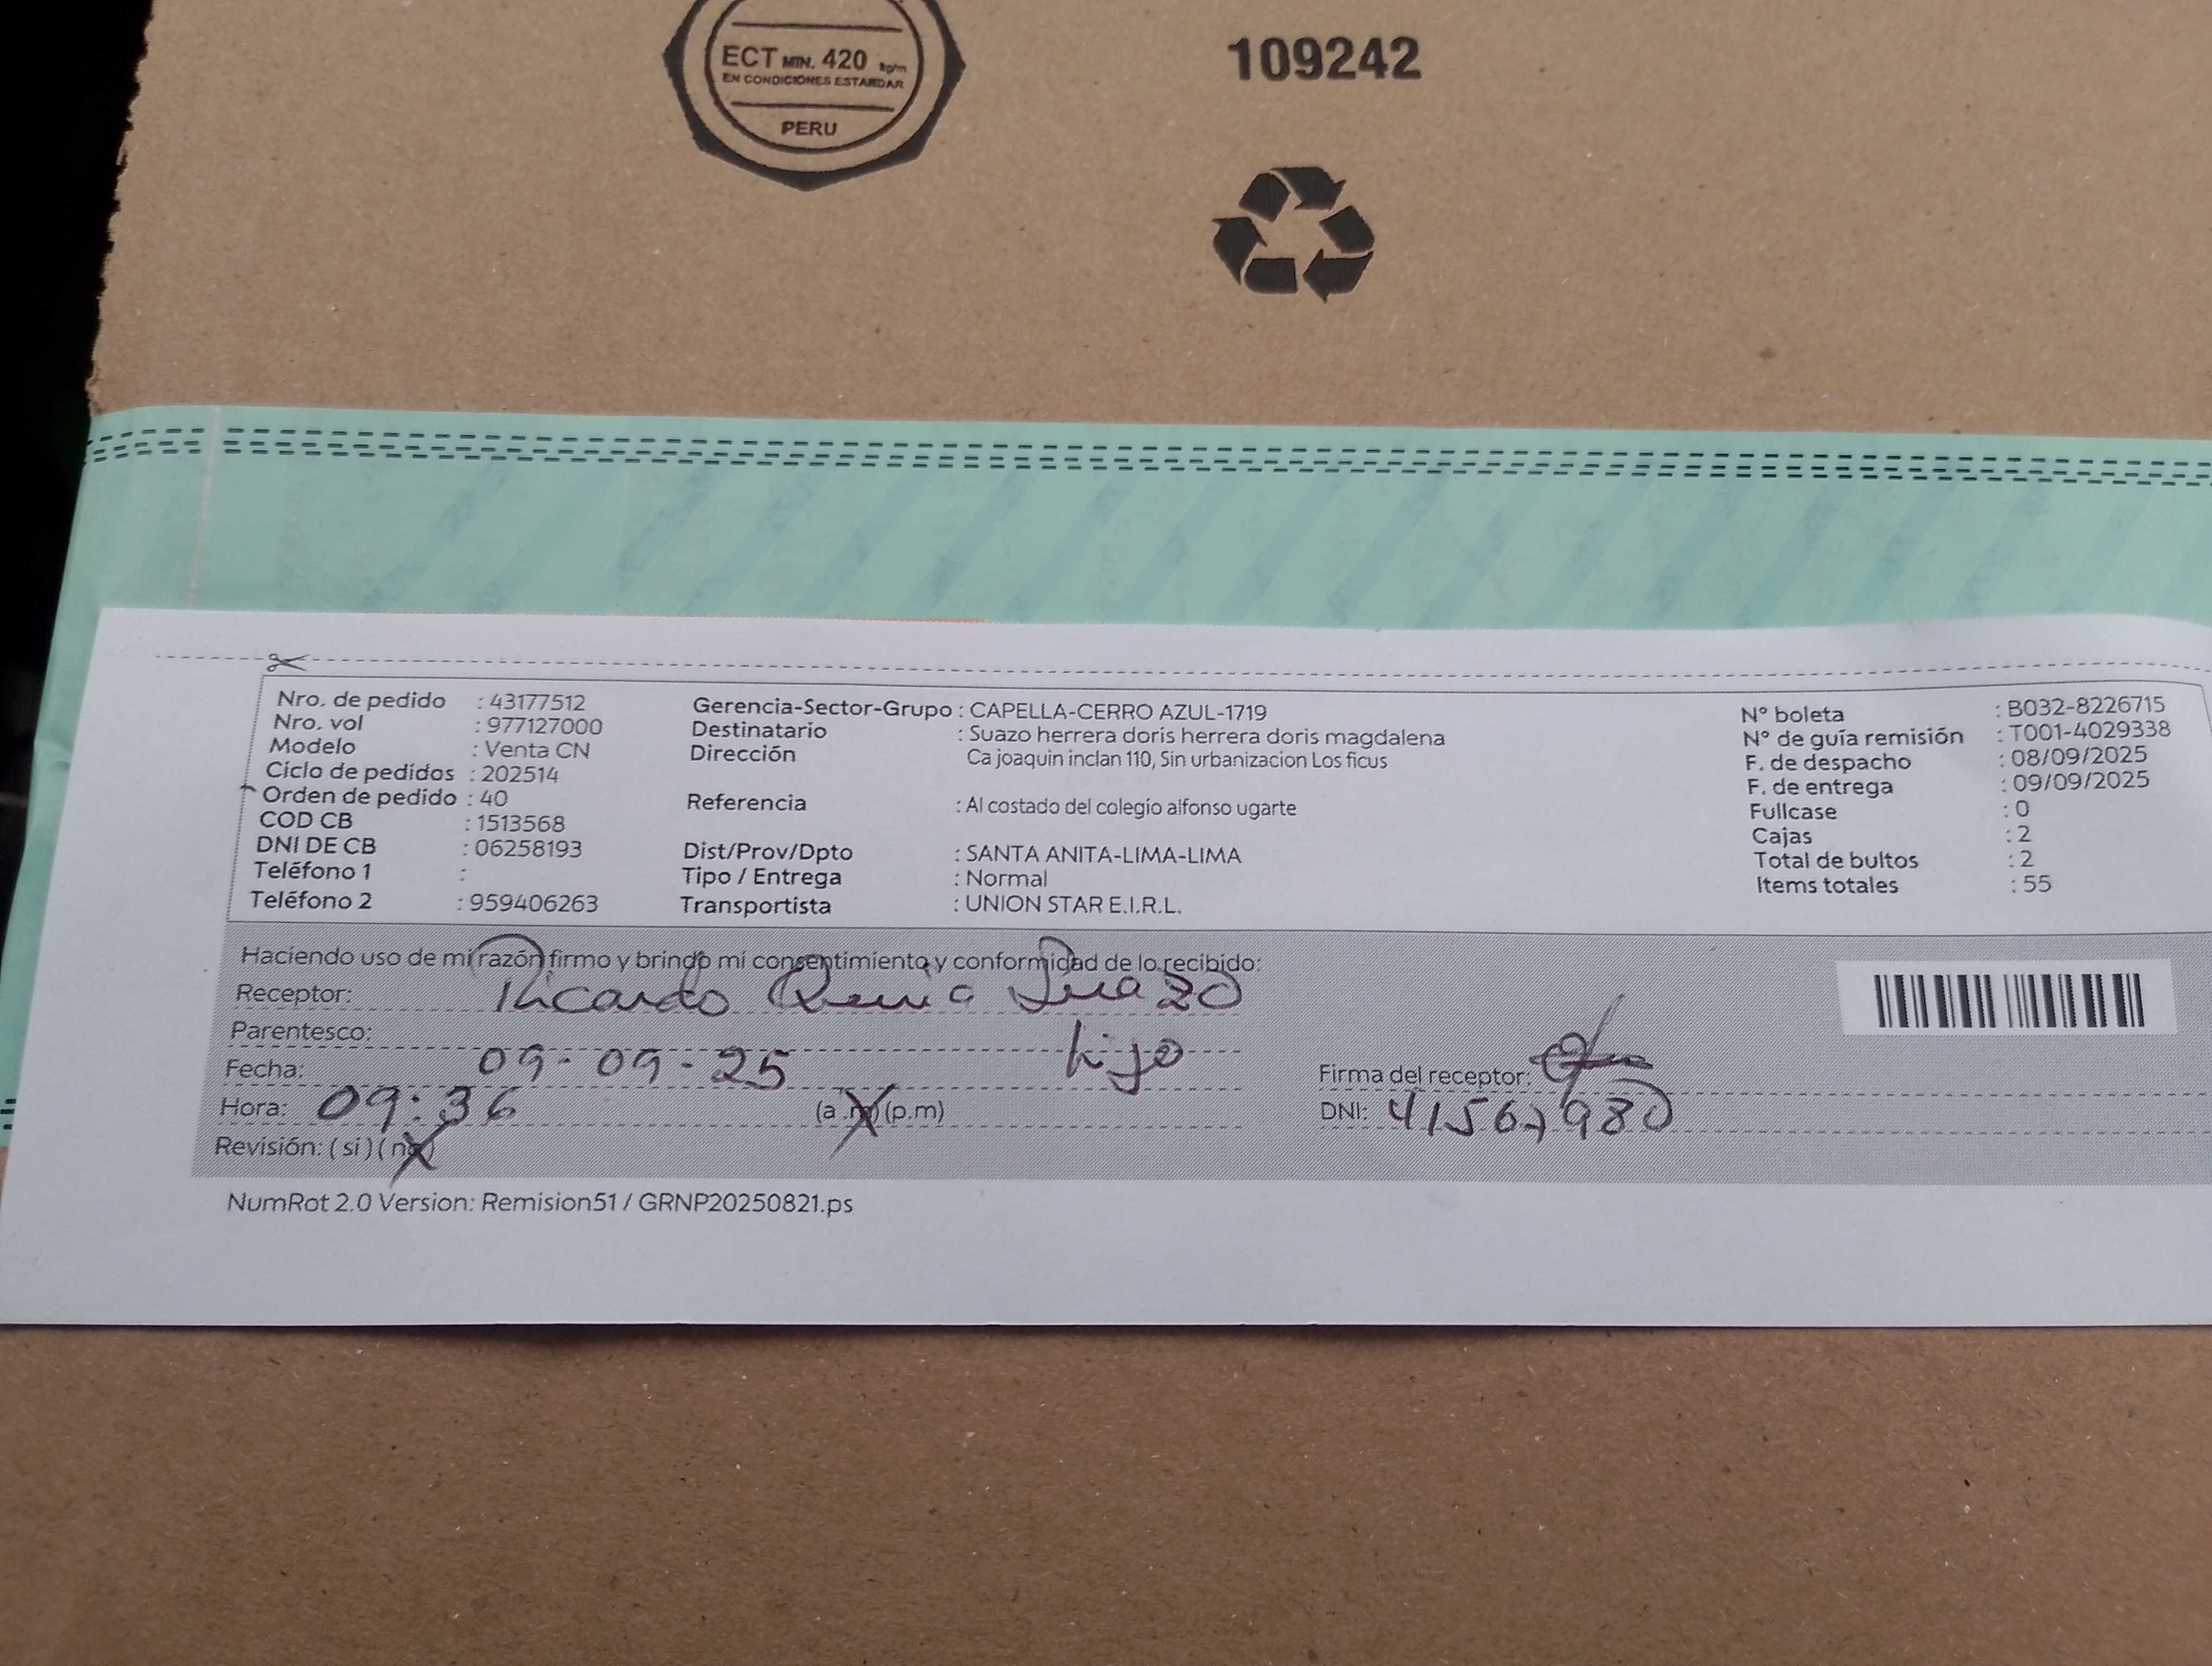 ECT MIN. 420 kg/m
EN CONDICIONES ESTANDAR
PERU
109242
Nro. de pedido : 43177512
Nro. vol : 977127000
Modelo : Venta CN
Ciclo de pedidos : 202514
Orden de pedido : 40
COD CB : 1513568
DNI DE CB : 06258193
Teléfono 1 :
Teléfono 2 : 959406263
Gerencia-Sector-Grupo : CAPELLA-CERRO AZUL-1719
Destinatario : Suazo herrera doris herrera doris magdalena
Dirección Ca joaquin inclan 110, Sin urbanizacion Los ficus
Referencia : Al costado del colegio alfonso ugarte
Dist/Prov/Dpto : SANTA ANITA-LIMA-LIMA
Tipo / Entrega : Normal
Transportista : UNION STAR E.I.R.L.
N° boleta : B032-8226715
N° de guía remisión : T001-4029338
F. de despacho : 08/09/2025
F. de entrega : 09/09/2025
Fullcase : 0
Cajas : 2
Total de bultos : 2
Items totales : 55
Haciendo uso de mi razón firmo y brindo mi consentimiento y conformidad de lo recibido:
Receptor: Ricardo Suazo
Parentesco: hijo
Fecha: 09-09-25
Hora: 09:36 (a.m) (p.m)
Revisión: (si) (no)
Firma del receptor:
DNI: 41567980
NumRot 2.0 Version: Remision51 / GRNP20250821.ps